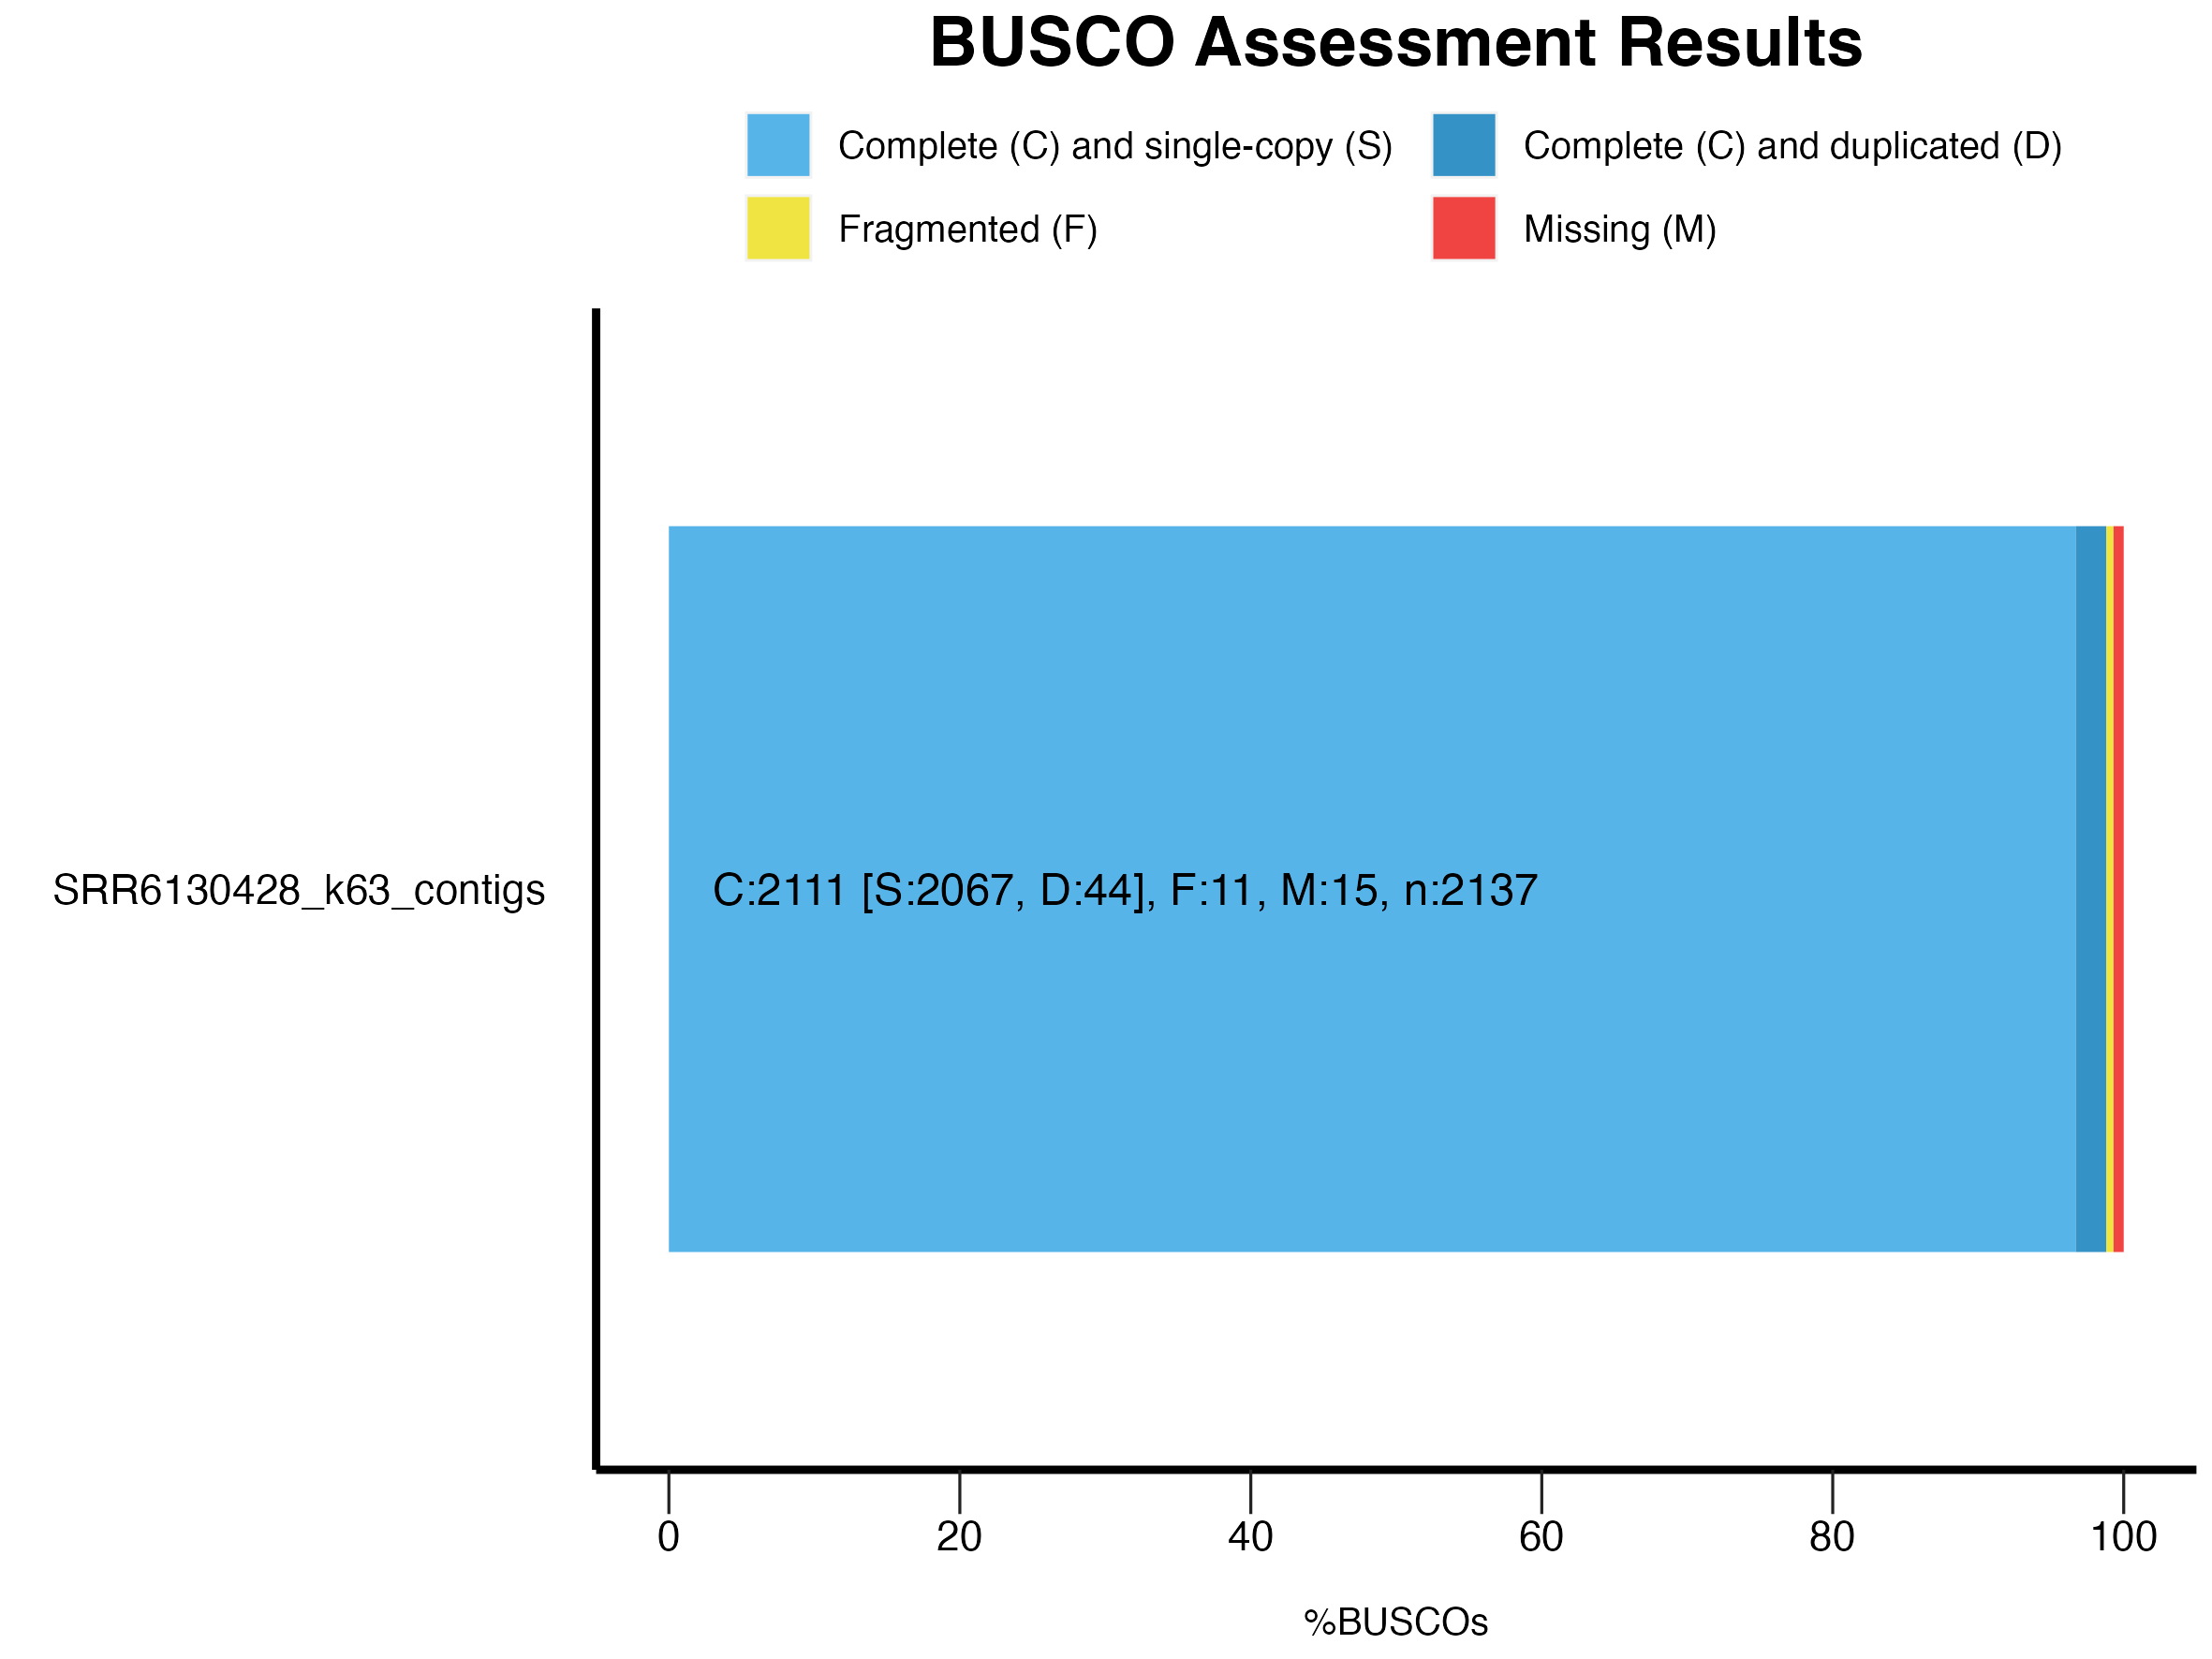 BUSCO Assessment Results
Complete (C) and single-copy (S)
Complete (C) and duplicated (D)
Fragmented (F)
Missing (M)
SRR6130428_k63_contigs
C:2111 [S:2067, D:44], F:11, M:15, n:2137
0 20 40 60 80 100
%BUSCOs